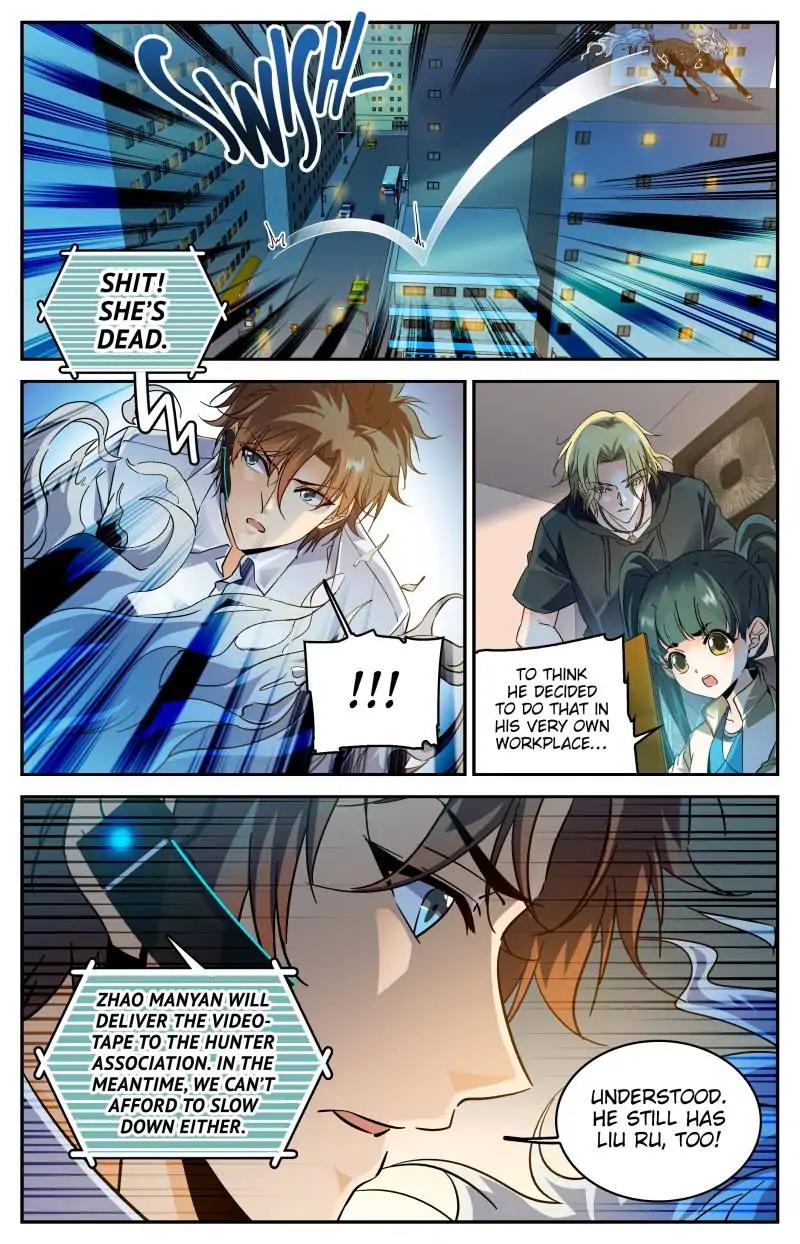 SWISH-
SHIT!
SHE'S
DEAD.
!!!
TO THINK
HE DECIDED
TO DO THAT IN
HIS VERY OWN
WORKPLACE...
ZHAO MANYAN WILL
DELIVER THE VIDEO-
TAPE TO THE HUNTER
ASSOCIATION. IN THE
MEANTIME, WE CAN'T
AFFORD TO SLOW
DOWN EITHER.
UNDERSTOOD.
HE STILL HAS
LIU RU, TOO!